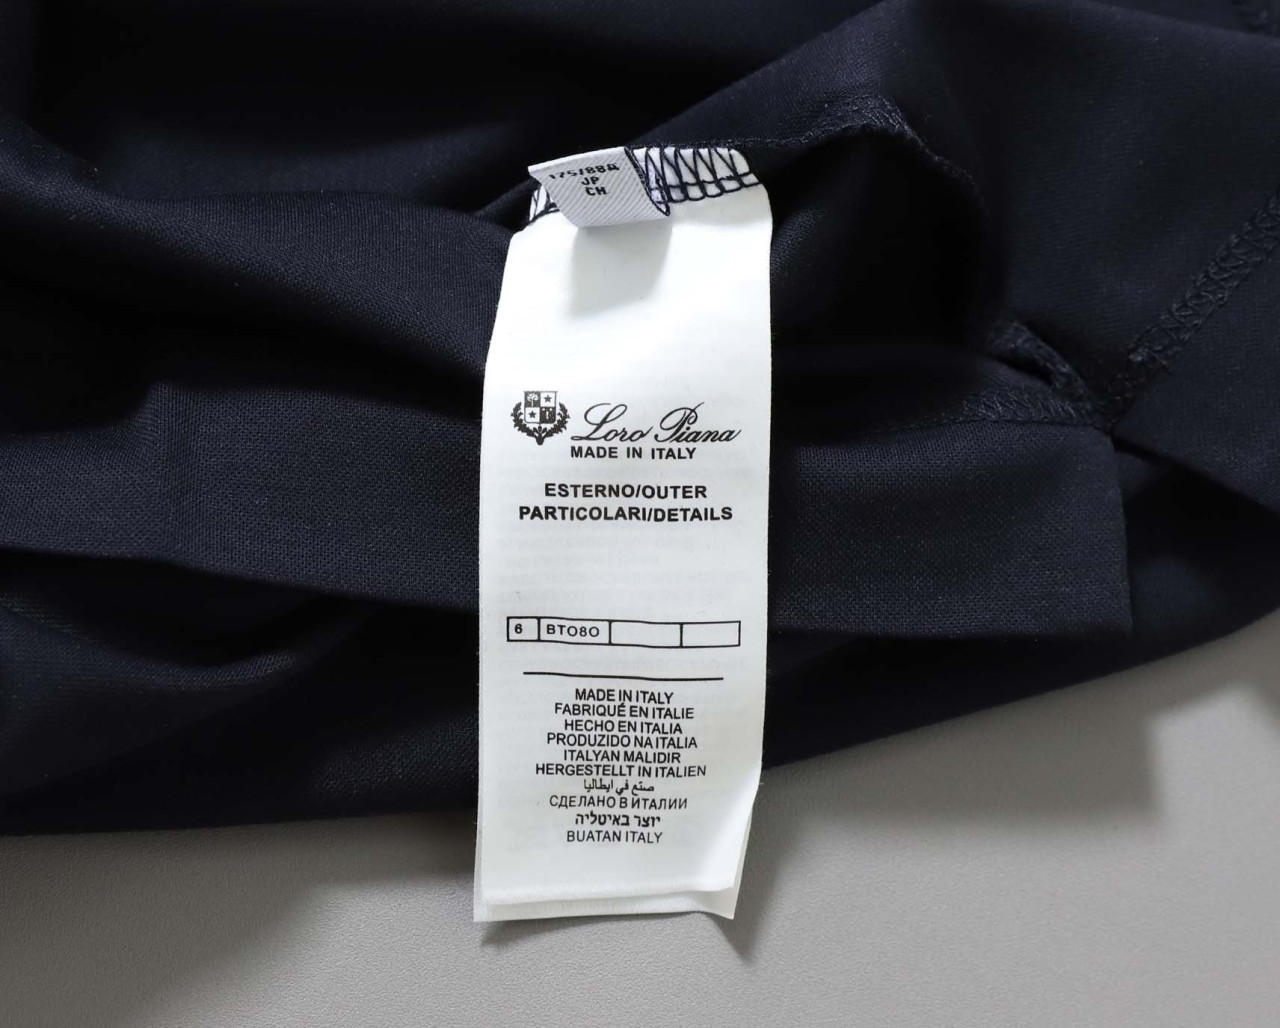 175/88A
JP
CH
Loro Piana
MADE IN ITALY
ESTERNO/OUTER
PARTICOLARI/DETAILS
6 BTO8O
MADE IN ITALY
FABRIQUÉ EN ITALIE
HECHO EN ITALIA
PRODUZIDO NA ITALIA
ITALYAN MALIDIR
HERGESTELLT IN ITALIEN
صنع في ايطاليا
СДЕЛАНО В ИТАЛИИ
יוצר באיטליה
BUATAN ITALY